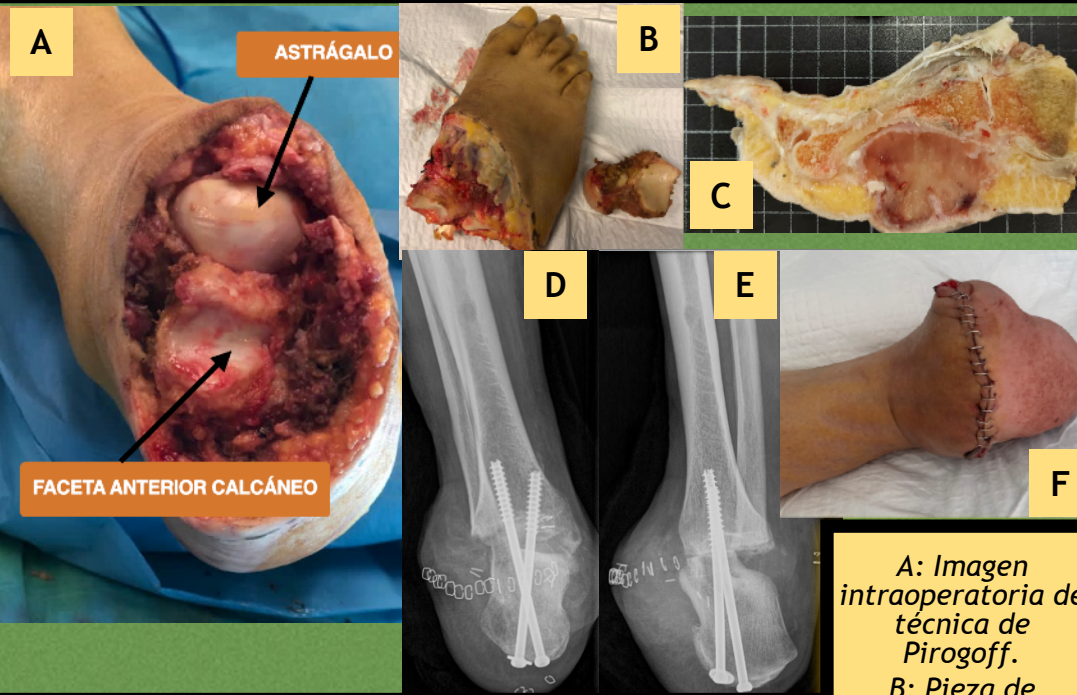 A
ASTRÁGALO
FACETA ANTERIOR CALCÁNEO
B
C
D
E
F
A: Imagen
intraoperatoria de
técnica de
Pirogoff.
B: Pieza de